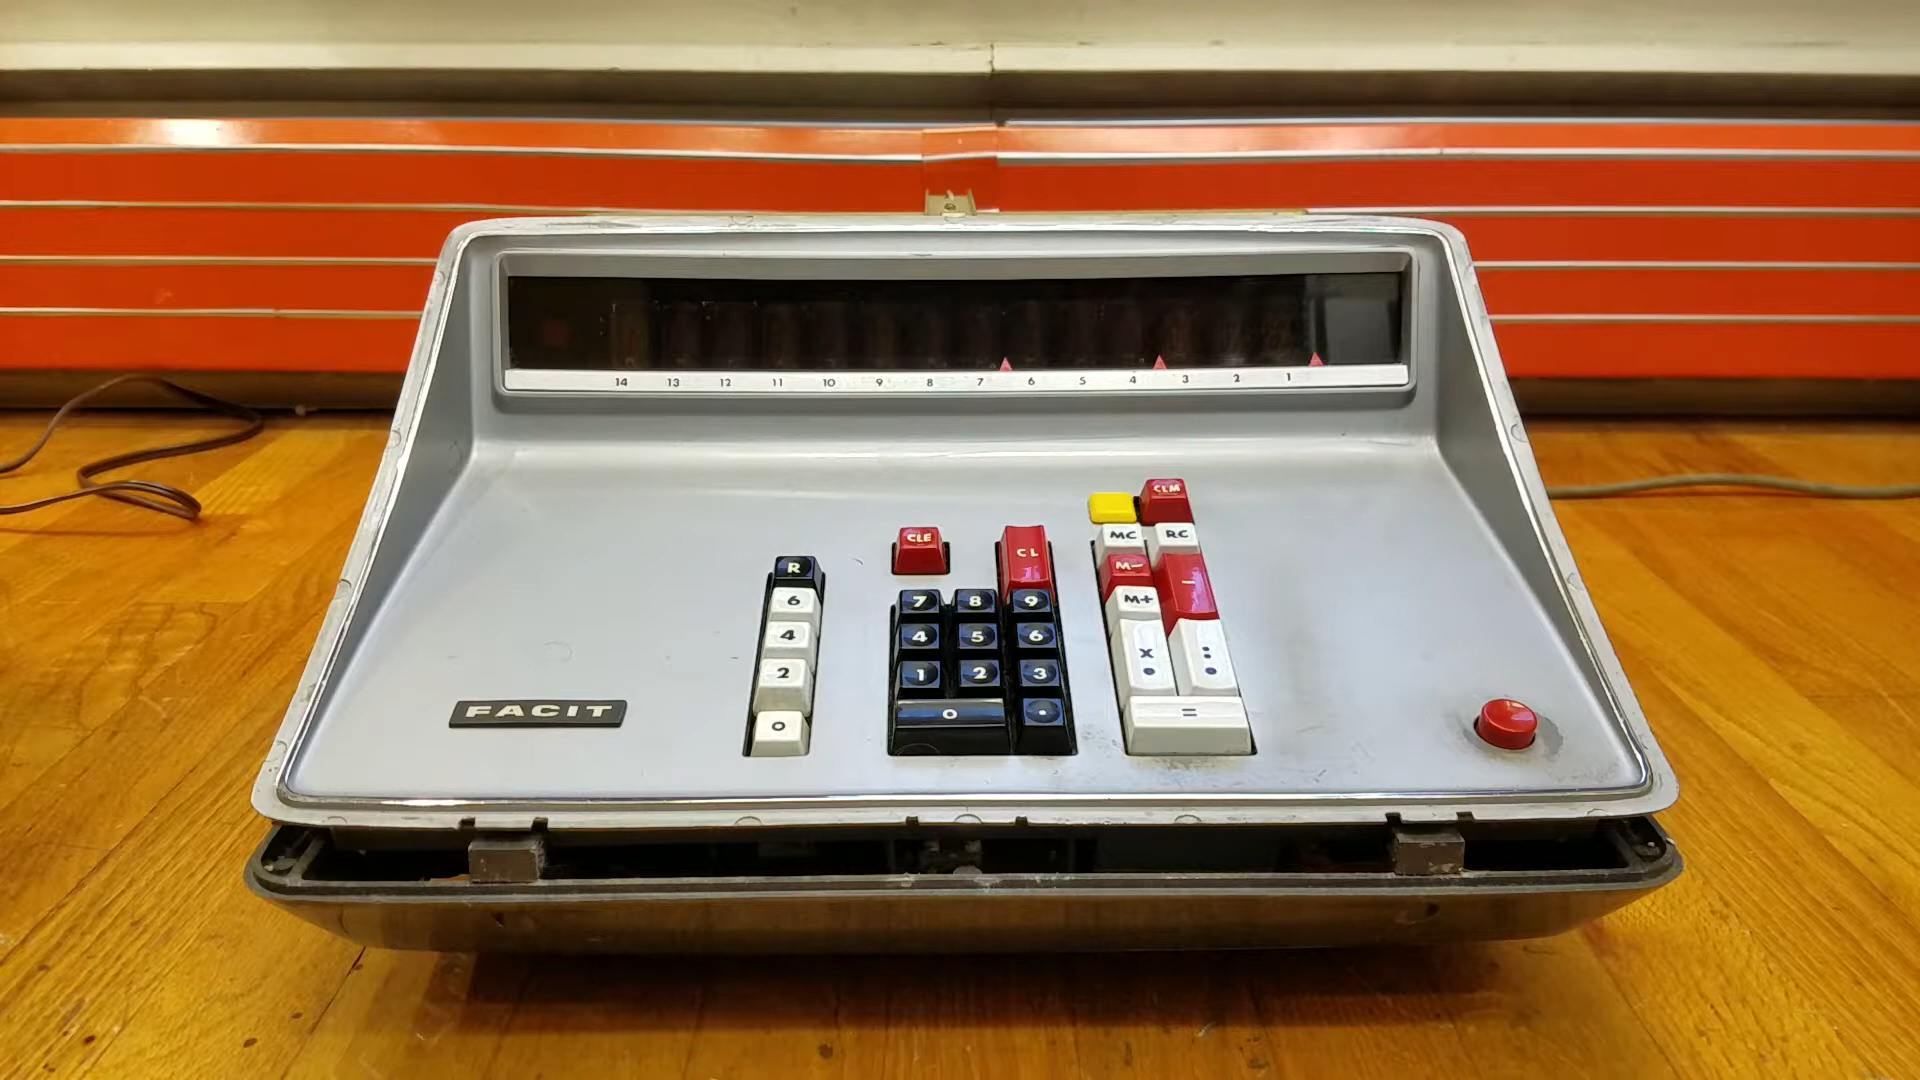 14 13 12 11 10 9 8 7 6 5 4 3 2 1
CLM
CLE CL MC RC
R M- -
6 7 8 9 M+
4 4 5 6 x :
2 1 2 3
FACIT 0 0 . =